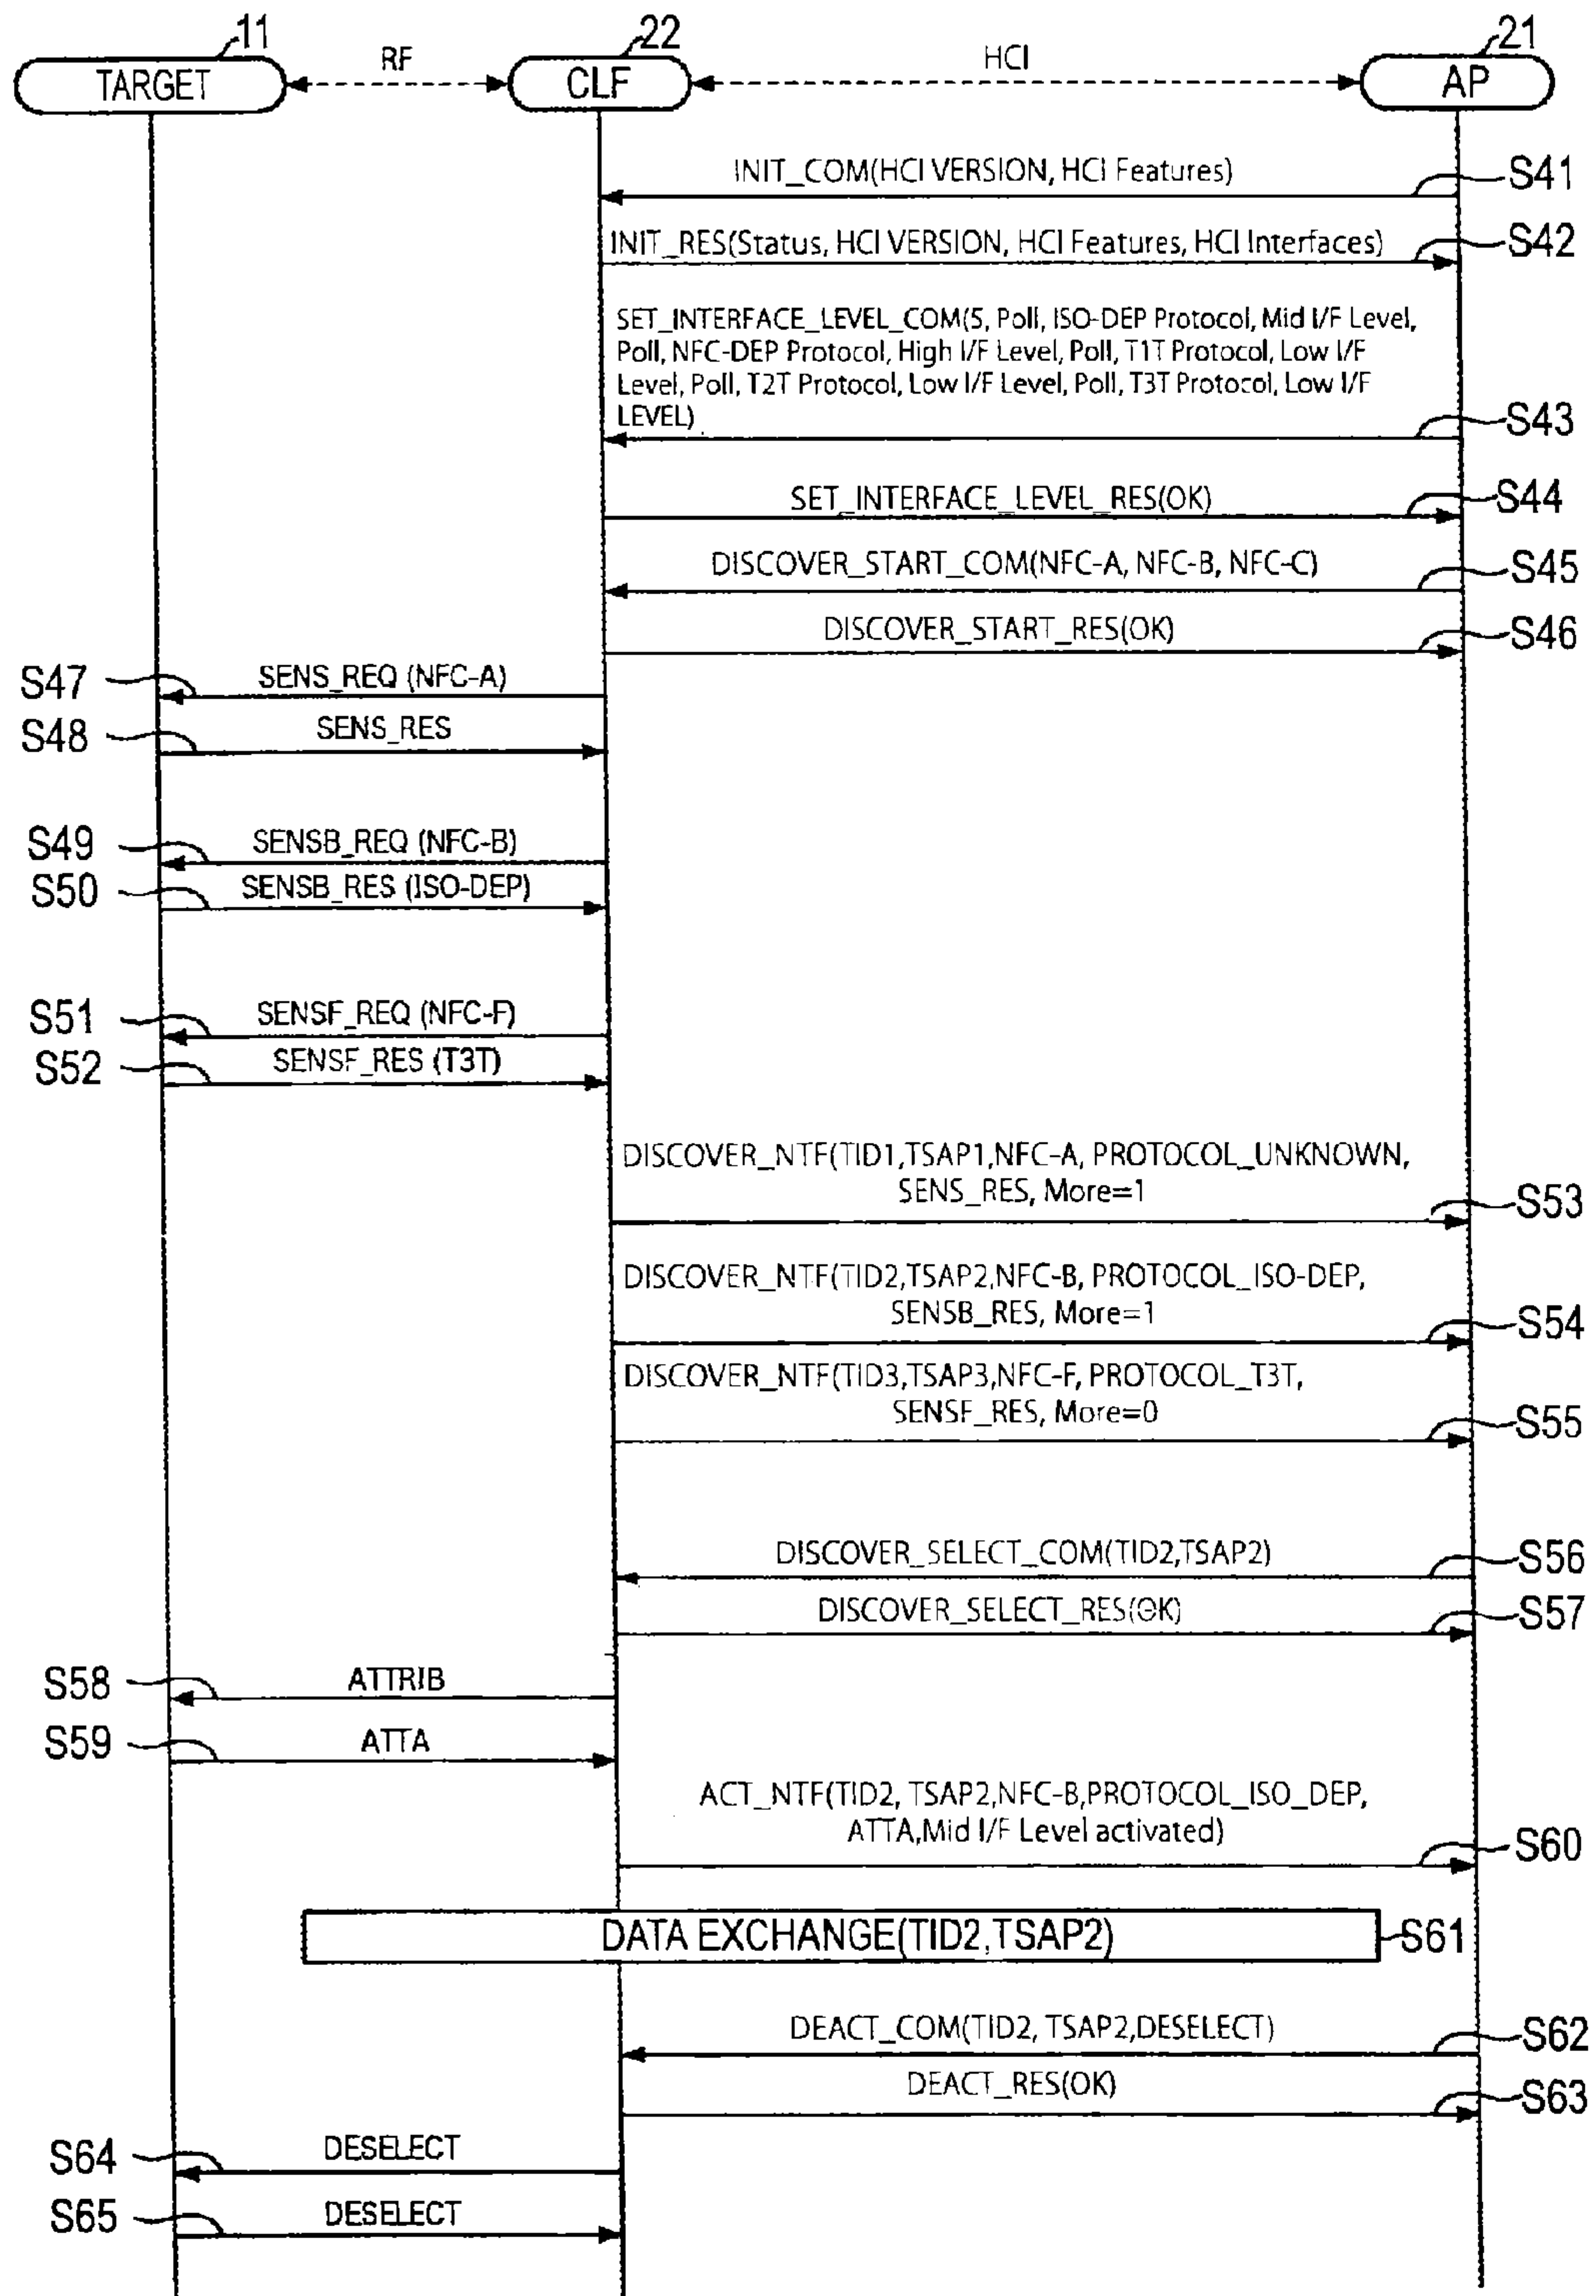 11
22
21
TARGET
RF
CLF
HCI
AP
INIT_COM(HCI VERSION, HCI Features)
S41
INIT_RES(Status, HCI VERSION, HCI Features, HCI Interfaces)
S42
SET_INTERFACE_LEVEL_COM(5, Poll, ISO-DEP Protocol, Mid I/F Level,
Poll, NFC-DEP Protocol, High I/F Level, Poll, T1T Protocol, Low I/F
Level, Poll, T2T Protocol, Low I/F Level, Poll, T3T Protocol, Low I/F
LEVEL)
S43
SET_INTERFACE_LEVEL_RES(OK)
S44
DISCOVER_START_COM(NFC-A, NFC-B, NFC-C)
S45
DISCOVER_START_RES(OK)
S46
S47
SENS_REQ (NFC-A)
S48
SENS_RES
S49
SENSB_REQ (NFC-B)
S50
SENSB_RES (ISO-DEP)
S51
SENSF_REQ (NFC-F)
S52
SENSF_RES (T3T)
DISCOVER_NTF(TID1,TSAP1,NFC-A, PROTOCOL_UNKNOWN,
SENS_RES, More=1
S53
DISCOVER_NTF(TID2,TSAP2,NFC-B, PROTOCOL_ISO-DEP,
SENSB_RES, More=1
S54
DISCOVER_NTF(TID3,TSAP3,NFC-F, PROTOCOL_T3T,
SENSF_RES, More=0
S55
DISCOVER_SELECT_COM(TID2,TSAP2)
S56
DISCOVER_SELECT_RES(OK)
S57
S58
ATTRIB
S59
ATTA
ACT_NTF(TID2, TSAP2,NFC-B,PROTOCOL_ISO_DEP,
ATTA,Mid I/F Level activated)
S60
DATA EXCHANGE(TID2,TSAP2)
S61
DEACT_COM(TID2, TSAP2,DESELECT)
S62
DEACT_RES(OK)
S63
S64
DESELECT
S65
DESELECT